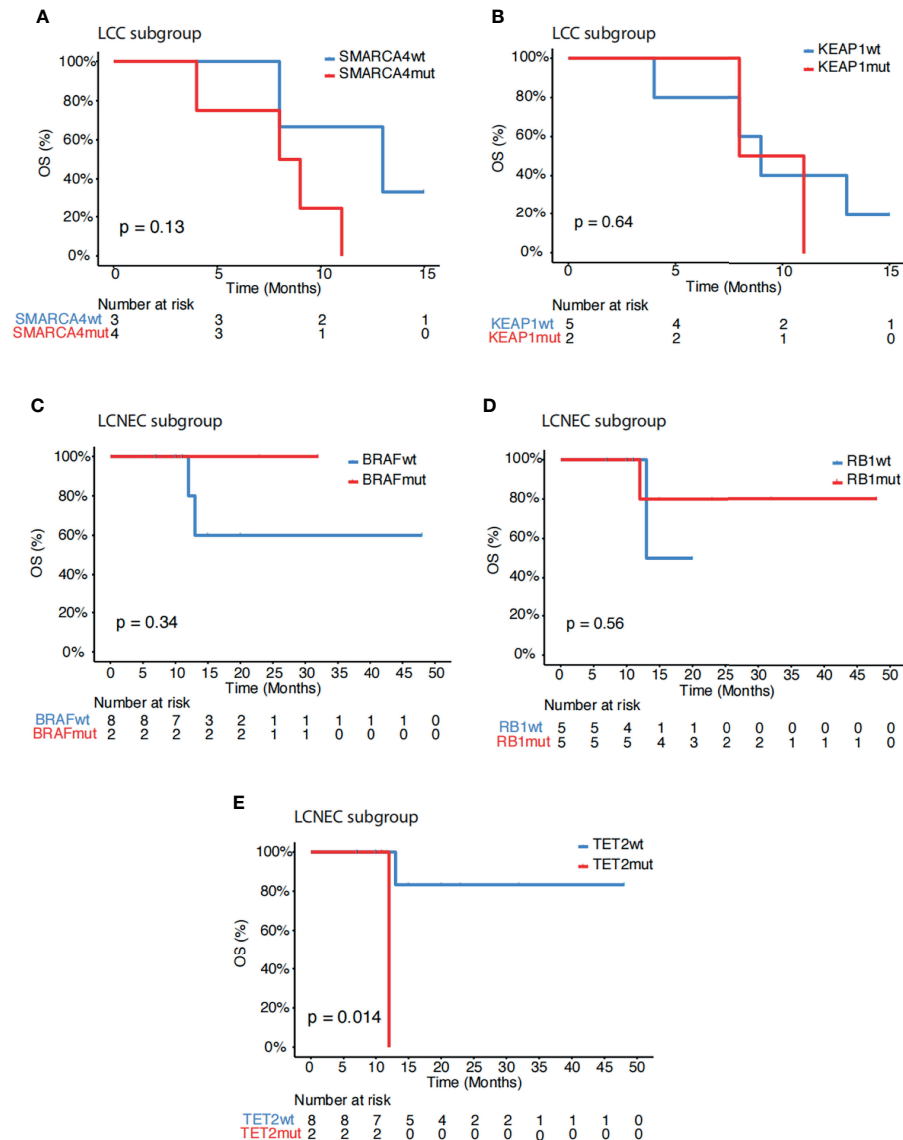 A
LCC subgroup
SMARCA4wt
SMARCA4mut
100%
80%
60%
40%
20%
0%
OS (%)
p = 0.13
0 5 10 15
Time (Months)
Number at risk
SMARCA4wt 3 3 2 1
SMARCA4mut 4 3 1 0
B
LCC subgroup
KEAP1wt
KEAP1mut
100%
80%
60%
40%
20%
0%
OS (%)
p = 0.64
0 5 10 15
Time (Months)
Number at risk
KEAP1wt 5 4 2 1
KEAP1mut 2 2 1 0
C
LCNEC subgroup
BRAFwt
BRAFmut
100%
80%
60%
40%
20%
0%
OS (%)
p = 0.34
0 5 10 15 20 25 30 35 40 45 50
Time (Months)
Number at risk
BRAFwt 8 8 7 3 2 1 1 1 1 1 0
BRAFmut 2 2 2 2 2 1 1 0 0 0 0
D
LCNEC subgroup
RB1wt
RB1mut
100%
80%
60%
40%
20%
0%
OS (%)
p = 0.56
0 5 10 15 20 25 30 35 40 45 50
Time (Months)
Number at risk
RB1wt 5 5 4 1 1 0 0 0 0 0 0
RB1mut 5 5 5 4 3 2 2 1 1 1 0
E
LCNEC subgroup
TET2wt
TET2mut
100%
80%
60%
40%
20%
0%
OS (%)
p = 0.014
0 5 10 15 20 25 30 35 40 45 50
Time (Months)
Number at risk
TET2wt 8 8 7 5 4 2 2 1 1 1 0
TET2mut 2 2 2 0 0 0 0 0 0 0 0